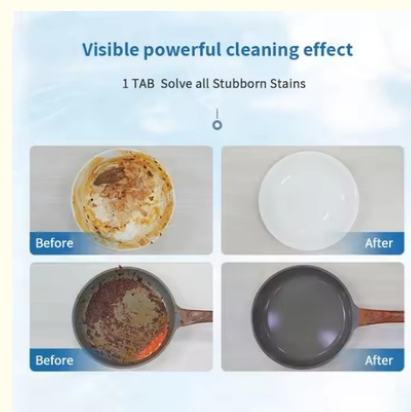 Visible powerful cleaning effect
1 TAB Solve all Stubborn Stains
Before
After
Before
After